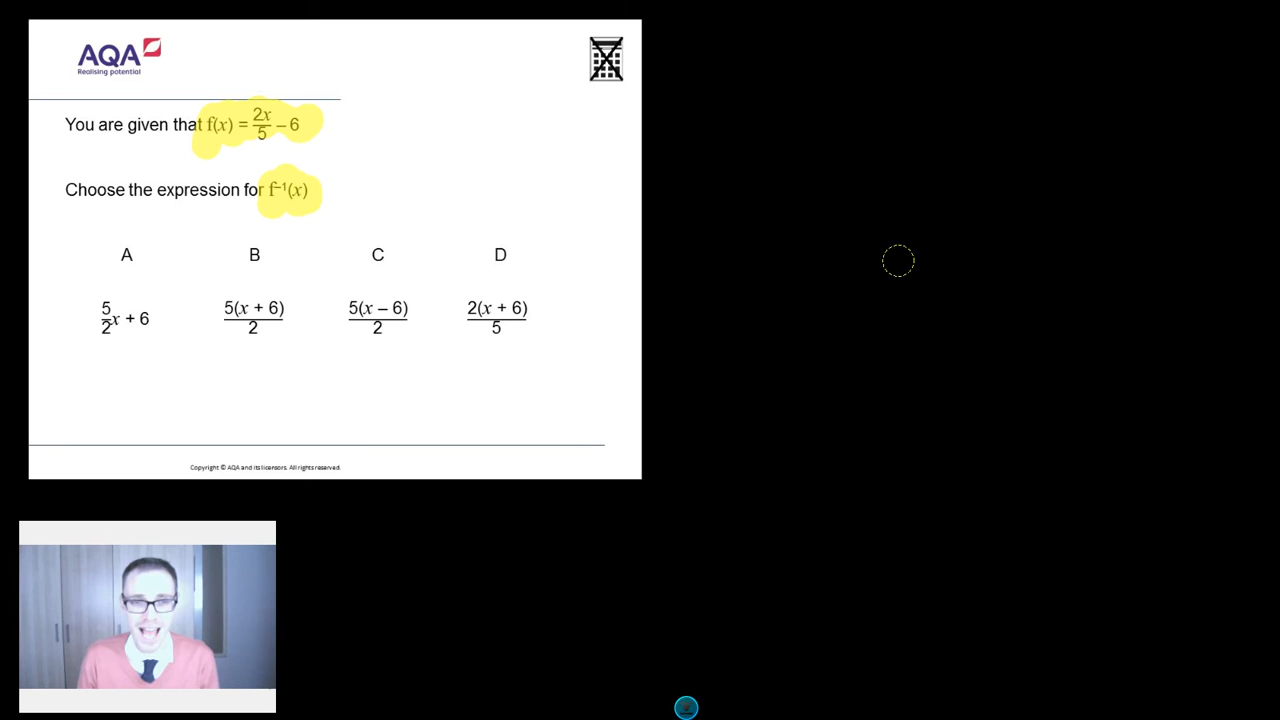 AQA
Realising potential
You are given that f(x) = 2x/5 – 6
Choose the expression for f⁻¹(x)
A B C D
5/2 x + 6 5(x + 6)/2 5(x – 6)/2 2(x + 6)/5
Copyright © AQA and its licensors. All rights reserved.